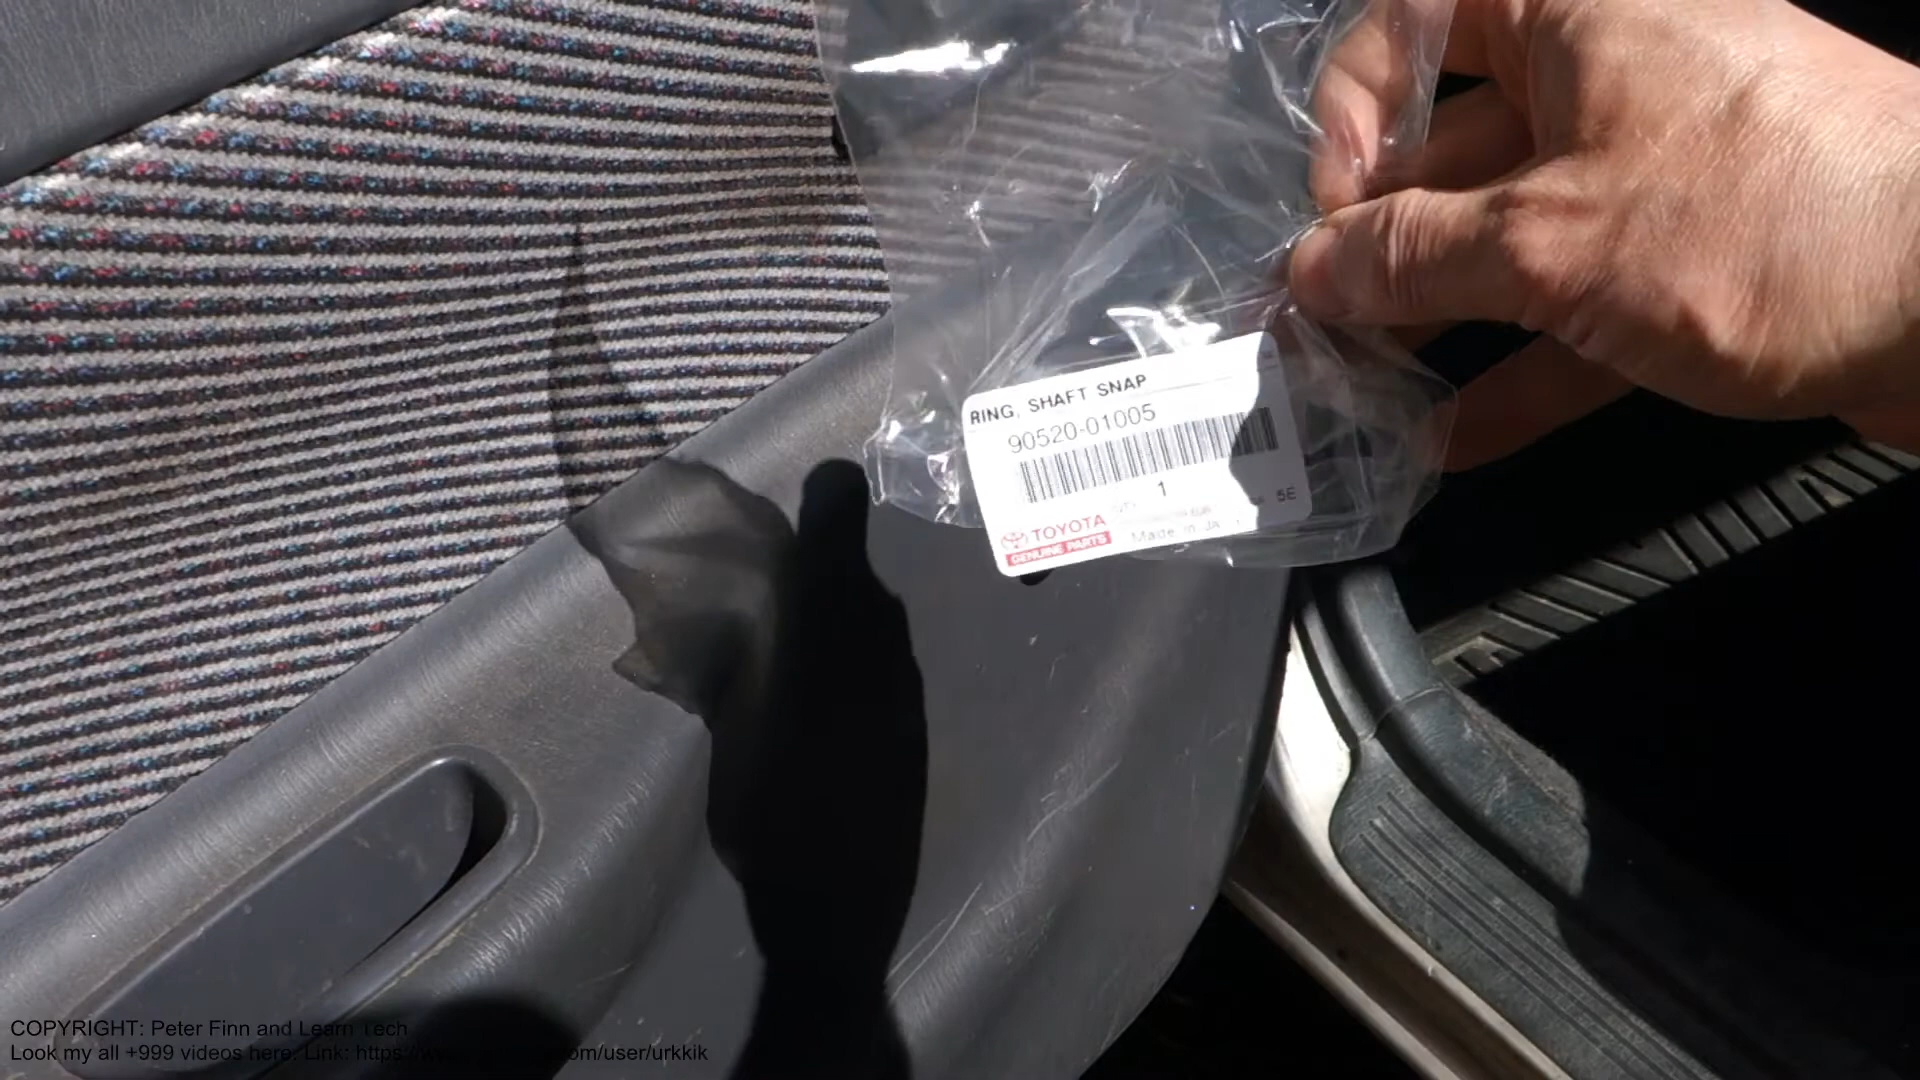 RING, SHAFT SNAP
90520-01005
1
5E
TOYOTA
GENUINE PARTS
Made in JA
COPYRIGHT: Peter Finn and Learn Tech
Look my all +999 videos here. Link: https://w om/user/urkkik